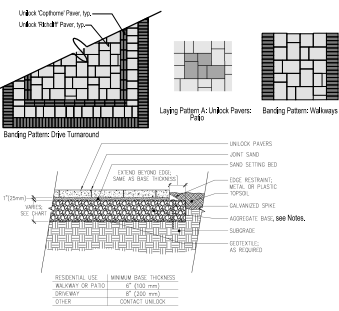 Unilock 'Copthorne' Paver, typ.
Unilock 'Richcliff' Paver, typ.
Laying Pattern A: Unilock Pavers:
Patio
Banding Pattern: Walkways
Banding Pattern: Drive Turnaround
UNILOCK PAVERS
JOINT SAND
SAND SETTING BED
EXTEND BEYOND EDGE;
SAME AS BASE THICKNESS
EDGE RESTRAINT;
METAL OR PLASTIC
TOPSOIL
1"(25mm)
GALVANIZED SPIKE
VARIES,
SEE CHART
AGGREGATE BASE, see Notes.
SUBGRADE
GEOTEXTILE;
AS REQUIRED
RESIDENTIAL USE MINIMUM BASE THICKNESS
WALKWAY OR PATIO 6" (100 mm)
DRIVEWAY 8" (200 mm)
OTHER CONTACT UNILOCK